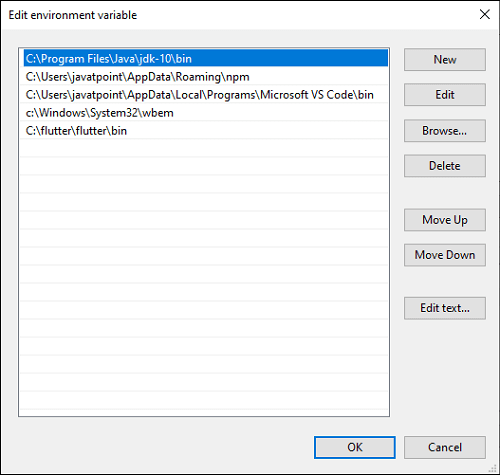 Edit environment variable
C:\Program Files\Java\jdk-10\bin
C:\Users\javatpoint\AppData\Roaming\npm
C:\Users\javatpoint\AppData\Local\Programs\Microsoft VS Code\bin
c:\Windows\System32\wbem
C:\flutter\flutter\bin
New
Edit
Browse...
Delete
Move Up
Move Down
Edit text...
OK
Cancel